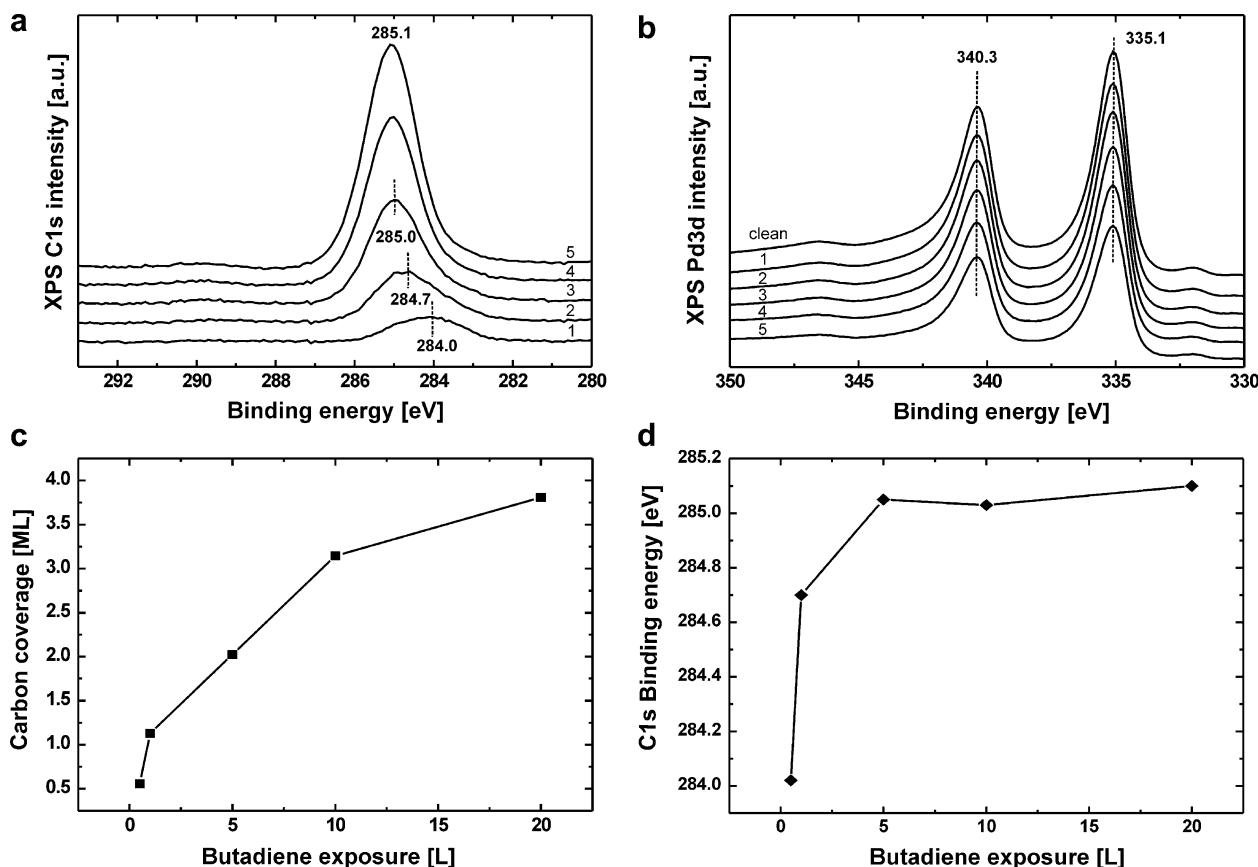 a
285.1
285.0
284.7
284.0
5
4
3
2
1
XPS C1s intensity [a.u.]
292 290 288 286 284 282 280
Binding energy [eV]
b
335.1
340.3
clean
1
2
3
4
5
XPS Pd3d intensity [a.u.]
350 345 340 335 330
Binding energy [eV]
c
4.0
3.5
3.0
2.5
2.0
1.5
1.0
0.5
Carbon coverage [ML]
0 5 10 15 20
Butadiene exposure [L]
d
285.2
285.0
284.8
284.6
284.4
284.2
284.0
C1s Binding energy [eV]
0 5 10 15 20
Butadiene exposure [L]